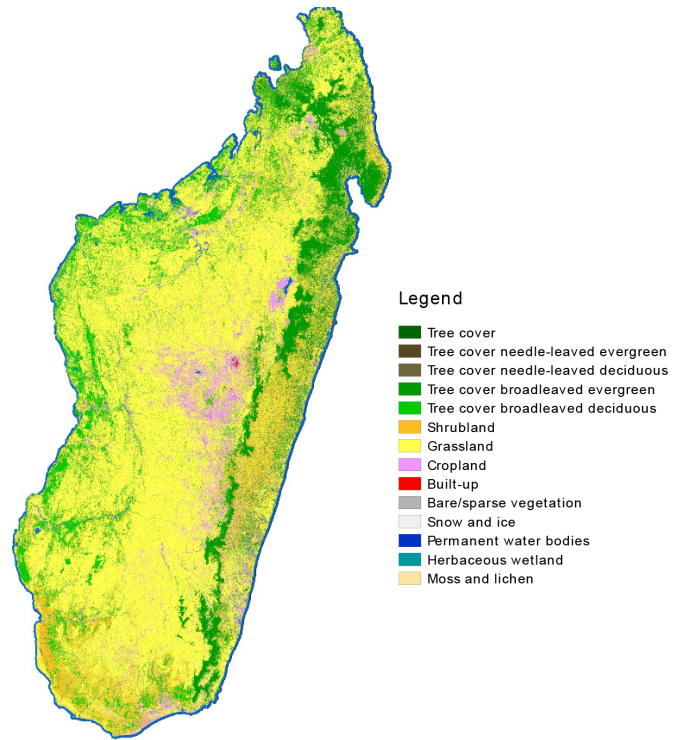 Legend
Tree cover
Tree cover needle-leaved evergreen
Tree cover needle-leaved deciduous
Tree cover broadleaved evergreen
Tree cover broadleaved deciduous
Shrubland
Grassland
Cropland
Built-up
Bare/sparse vegetation
Snow and ice
Permanent water bodies
Herbaceous wetland
Moss and lichen